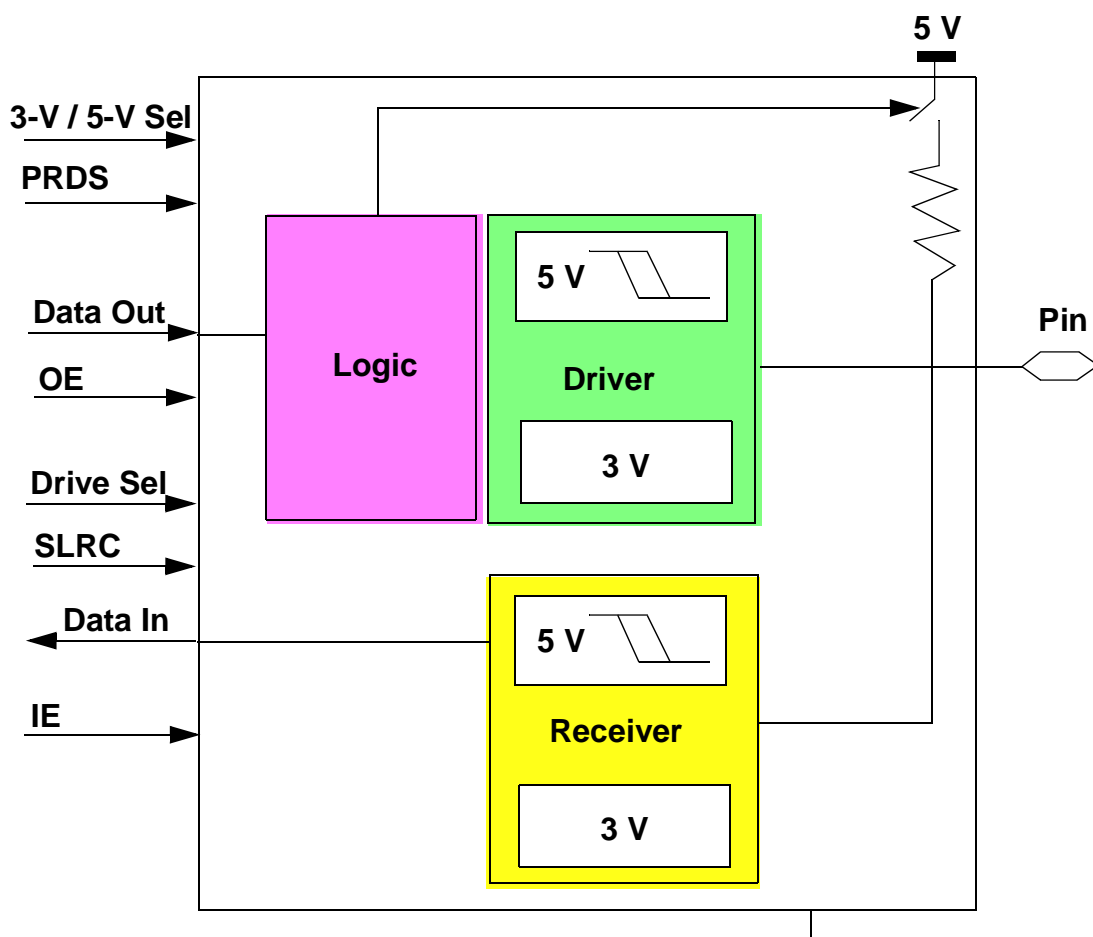 5 V
3-V / 5-V Sel
PRDS
5 V
Data Out
Pin
Logic
Driver
OE
3 V
Drive Sel
SLRC
Data In
5 V
IE
Receiver
3 V